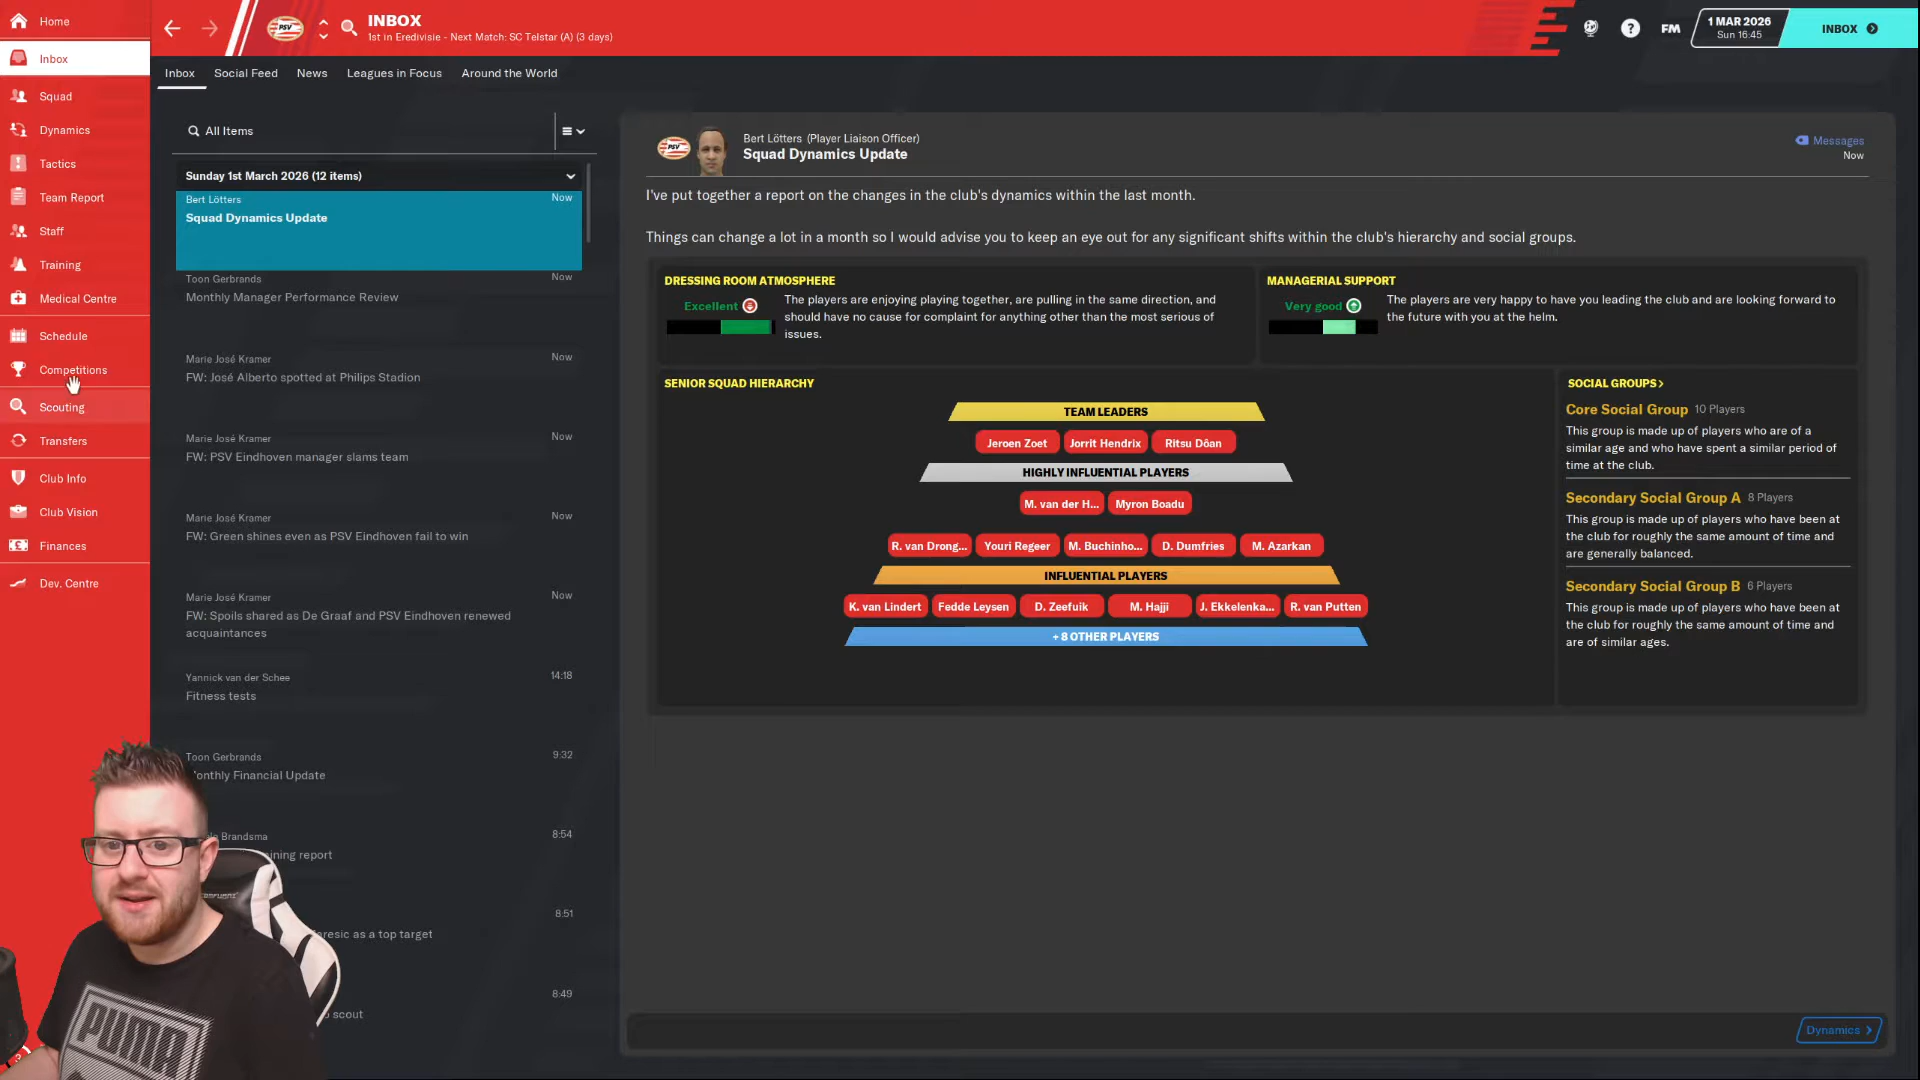 Home
Inbox
Squad
Dynamics
Tactics
Team Report
Staff
Training
Medical Centre
Schedule
Competitions
Scouting
Transfers
Club Info
Club Vision
Finances
Dev. Centre
PSV
INBOX
1st in Eredivisie - Next Match: SC Telstar (A) (3 days)
?
FM
1 MAR 2026
Sun 16:45
INBOX
Inbox Social Feed News Leagues in Focus Around the World
All Items
Sunday 1st March 2026 (12 items)
Bert Lötters Now
Squad Dynamics Update
Toon Gerbrands Now
Monthly Manager Performance Review
Marie José Kramer Now
FW: José Alberto spotted at Philips Stadion
Marie José Kramer Now
FW: PSV Eindhoven manager slams team
Marie José Kramer Now
FW: Green shines even as PSV Eindhoven fail to win
Marie José Kramer Now
FW: Spoils shared as De Graaf and PSV Eindhoven renewed
acquaintances
Yannick van der Schee 14:18
Fitness tests
Toon Gerbrands 9:32
onthly Financial Update
Brandsma 8:54
ining report
8:51
aresic as a top target
8:49
scout
PUMA
PSV
Bert Lötters (Player Liaison Officer)
Squad Dynamics Update
Messages
Now
I've put together a report on the changes in the club's dynamics within the last month.
Things can change a lot in a month so I would advise you to keep an eye out for any significant shifts within the club's hierarchy and social groups.
DRESSING ROOM ATMOSPHERE
Excellent
The players are enjoying playing together, are pulling in the same direction, and
should have no cause for complaint for anything other than the most serious of
issues.
MANAGERIAL SUPPORT
Very good
The players are very happy to have you leading the club and are looking forward to
the future with you at the helm.
SENIOR SQUAD HIERARCHY
TEAM LEADERS
Jeroen Zoet Jorrit Hendrix Ritsu Dōan
HIGHLY INFLUENTIAL PLAYERS
M. van der H... Myron Boadu
R. van Drong... Youri Regeer M. Buchinho... D. Dumfries M. Azarkan
INFLUENTIAL PLAYERS
K. van Lindert Fedde Leysen D. Zeefuik M. Hajji J. Ekkelenka... R. van Putten
+ 8 OTHER PLAYERS
SOCIAL GROUPS >
Core Social Group 10 Players
This group is made up of players who are of a
similar age and who have spent a similar period of
time at the club.
Secondary Social Group A 8 Players
This group is made up of players who have been at
the club for roughly the same amount of time and
are generally balanced.
Secondary Social Group B 6 Players
This group is made up of players who have been at
the club for roughly the same amount of time and
are of similar ages.
Dynamics >